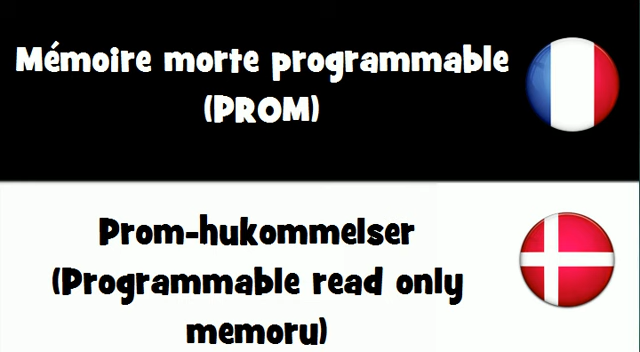 Mémoire morte programmable
(PROM)
Prom-hukommelser
(Programmable read only
memoru)